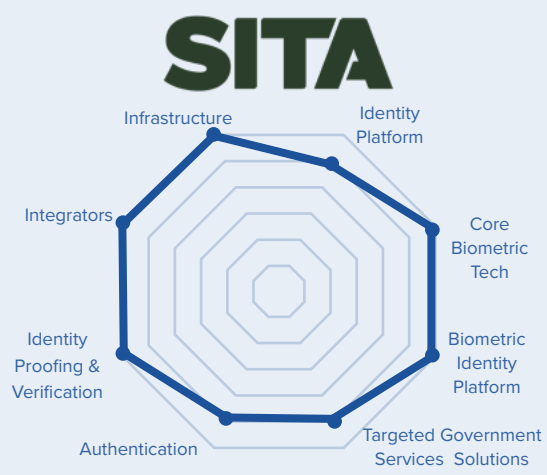 SITA
Infrastructure
Identity
Platform
Integrators
Core
Biometric
Tech
Identity
Proofing &
Verification
Biometric
Identity
Platform
Authentication
Targeted Government
Services Solutions